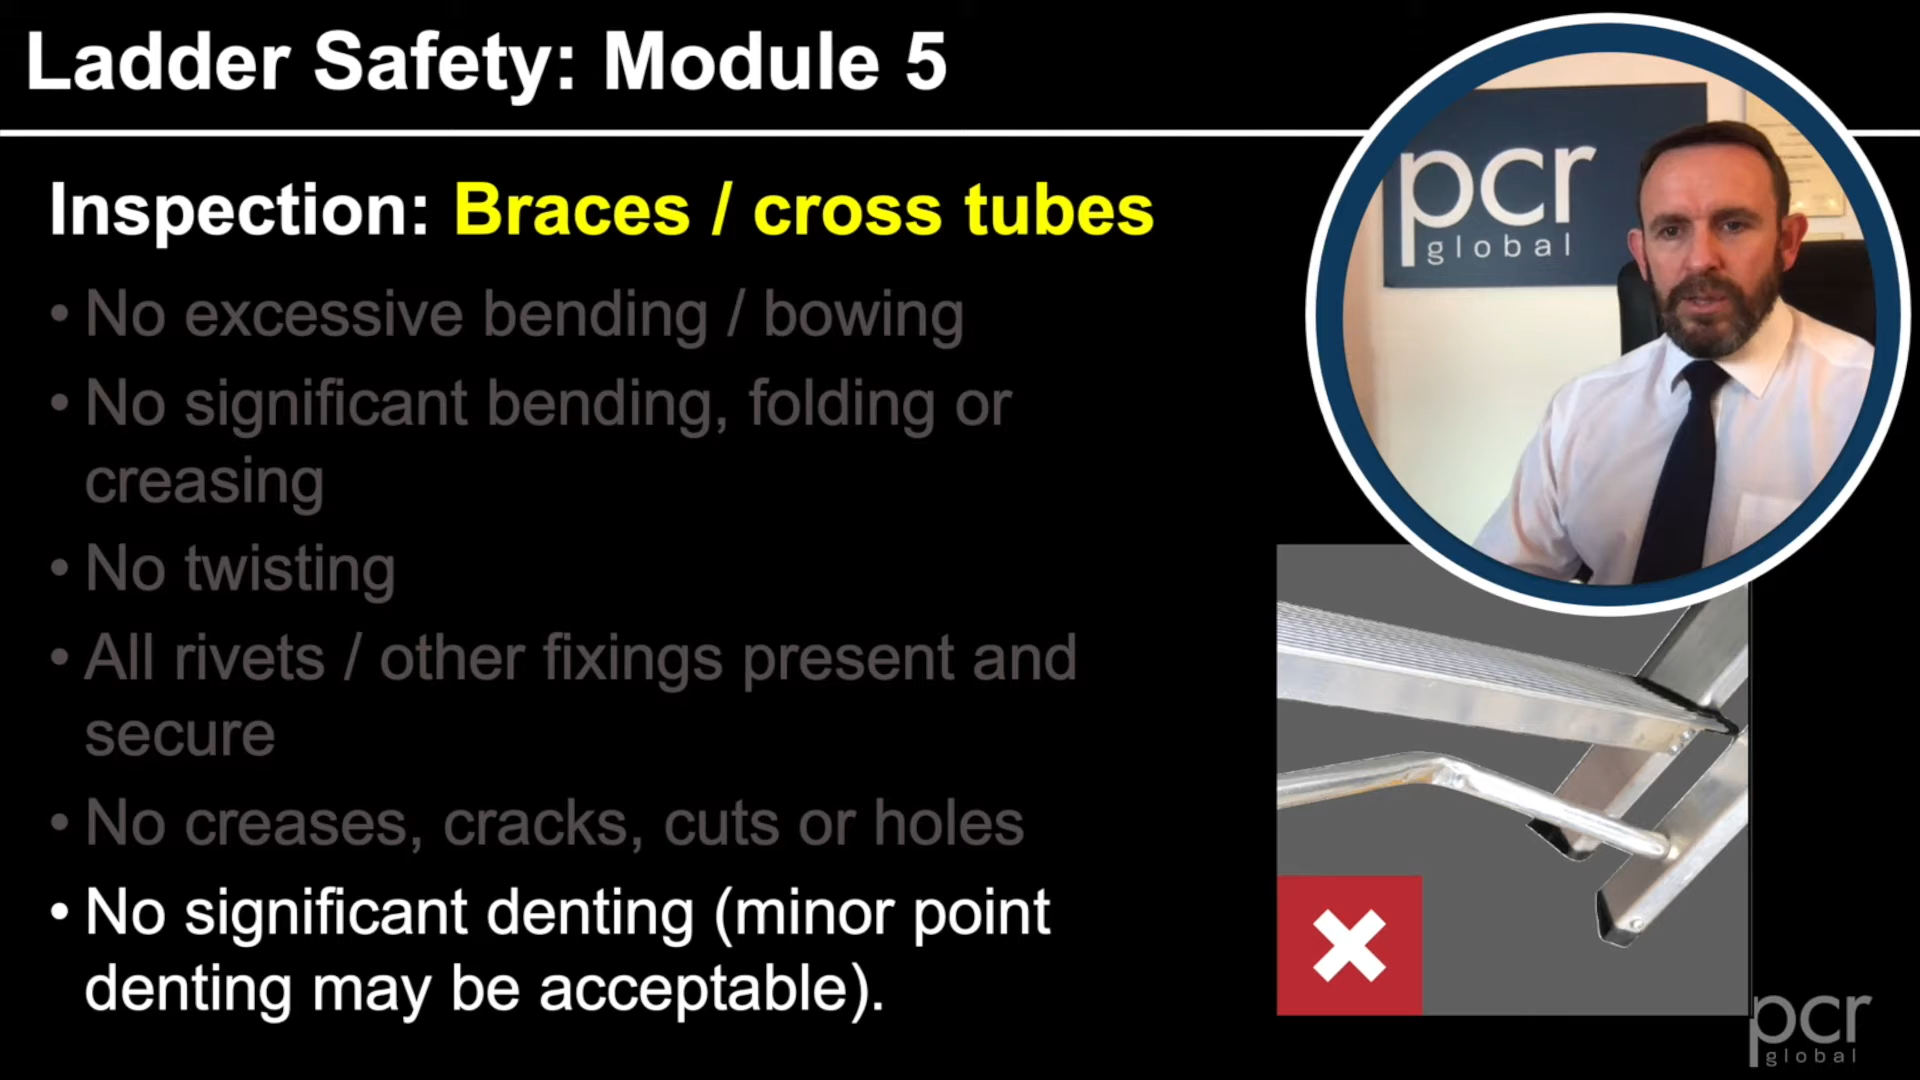 Ladder Safety: Module 5
Inspection: Braces / cross tubes
• No excessive bending / bowing
• No significant bending, folding or
creasing
• No twisting
• All rivets / other fixings present and
secure
• No creases, cracks, cuts or holes
• No significant denting (minor point
denting may be acceptable).
pcr
global
pcr
global